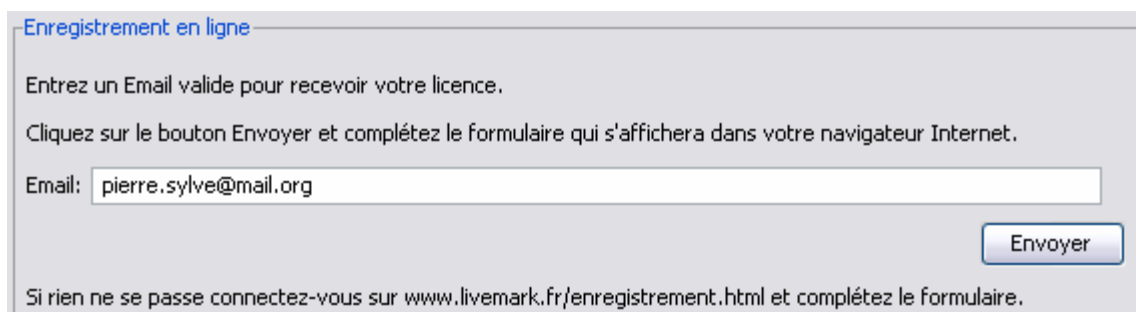 Enregistrement en ligne
Entrez un Email valide pour recevoir votre licence.
Cliquez sur le bouton Envoyer et complétez le formulaire qui s'affichera dans votre navigateur Internet.
Email: pierre.sylve@mail.org
Envoyer
Si rien ne se passe connectez-vous sur www.livemark.fr/enregistrement.html et complétez le formulaire.